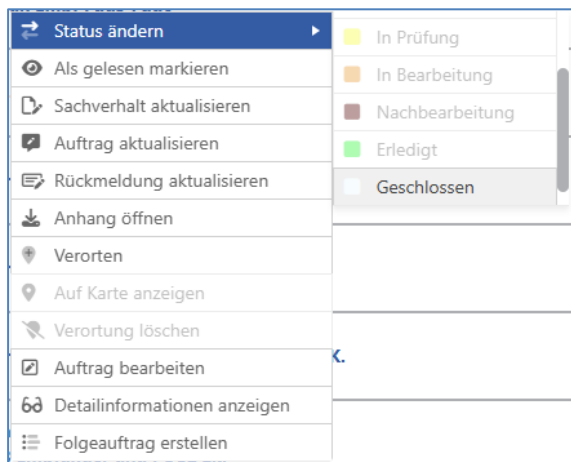 Status ändern
In Prüfung
Als gelesen markieren
In Bearbeitung
Sachverhalt aktualisieren
Nachbearbeitung
Auftrag aktualisieren
Erledigt
Rückmeldung aktualisieren
Geschlossen
Anhang öffnen
Verorten
Auf Karte anzeigen
Verortung löschen
K.
Auftrag bearbeiten
Detailinformationen anzeigen
Folgeauftrag erstellen